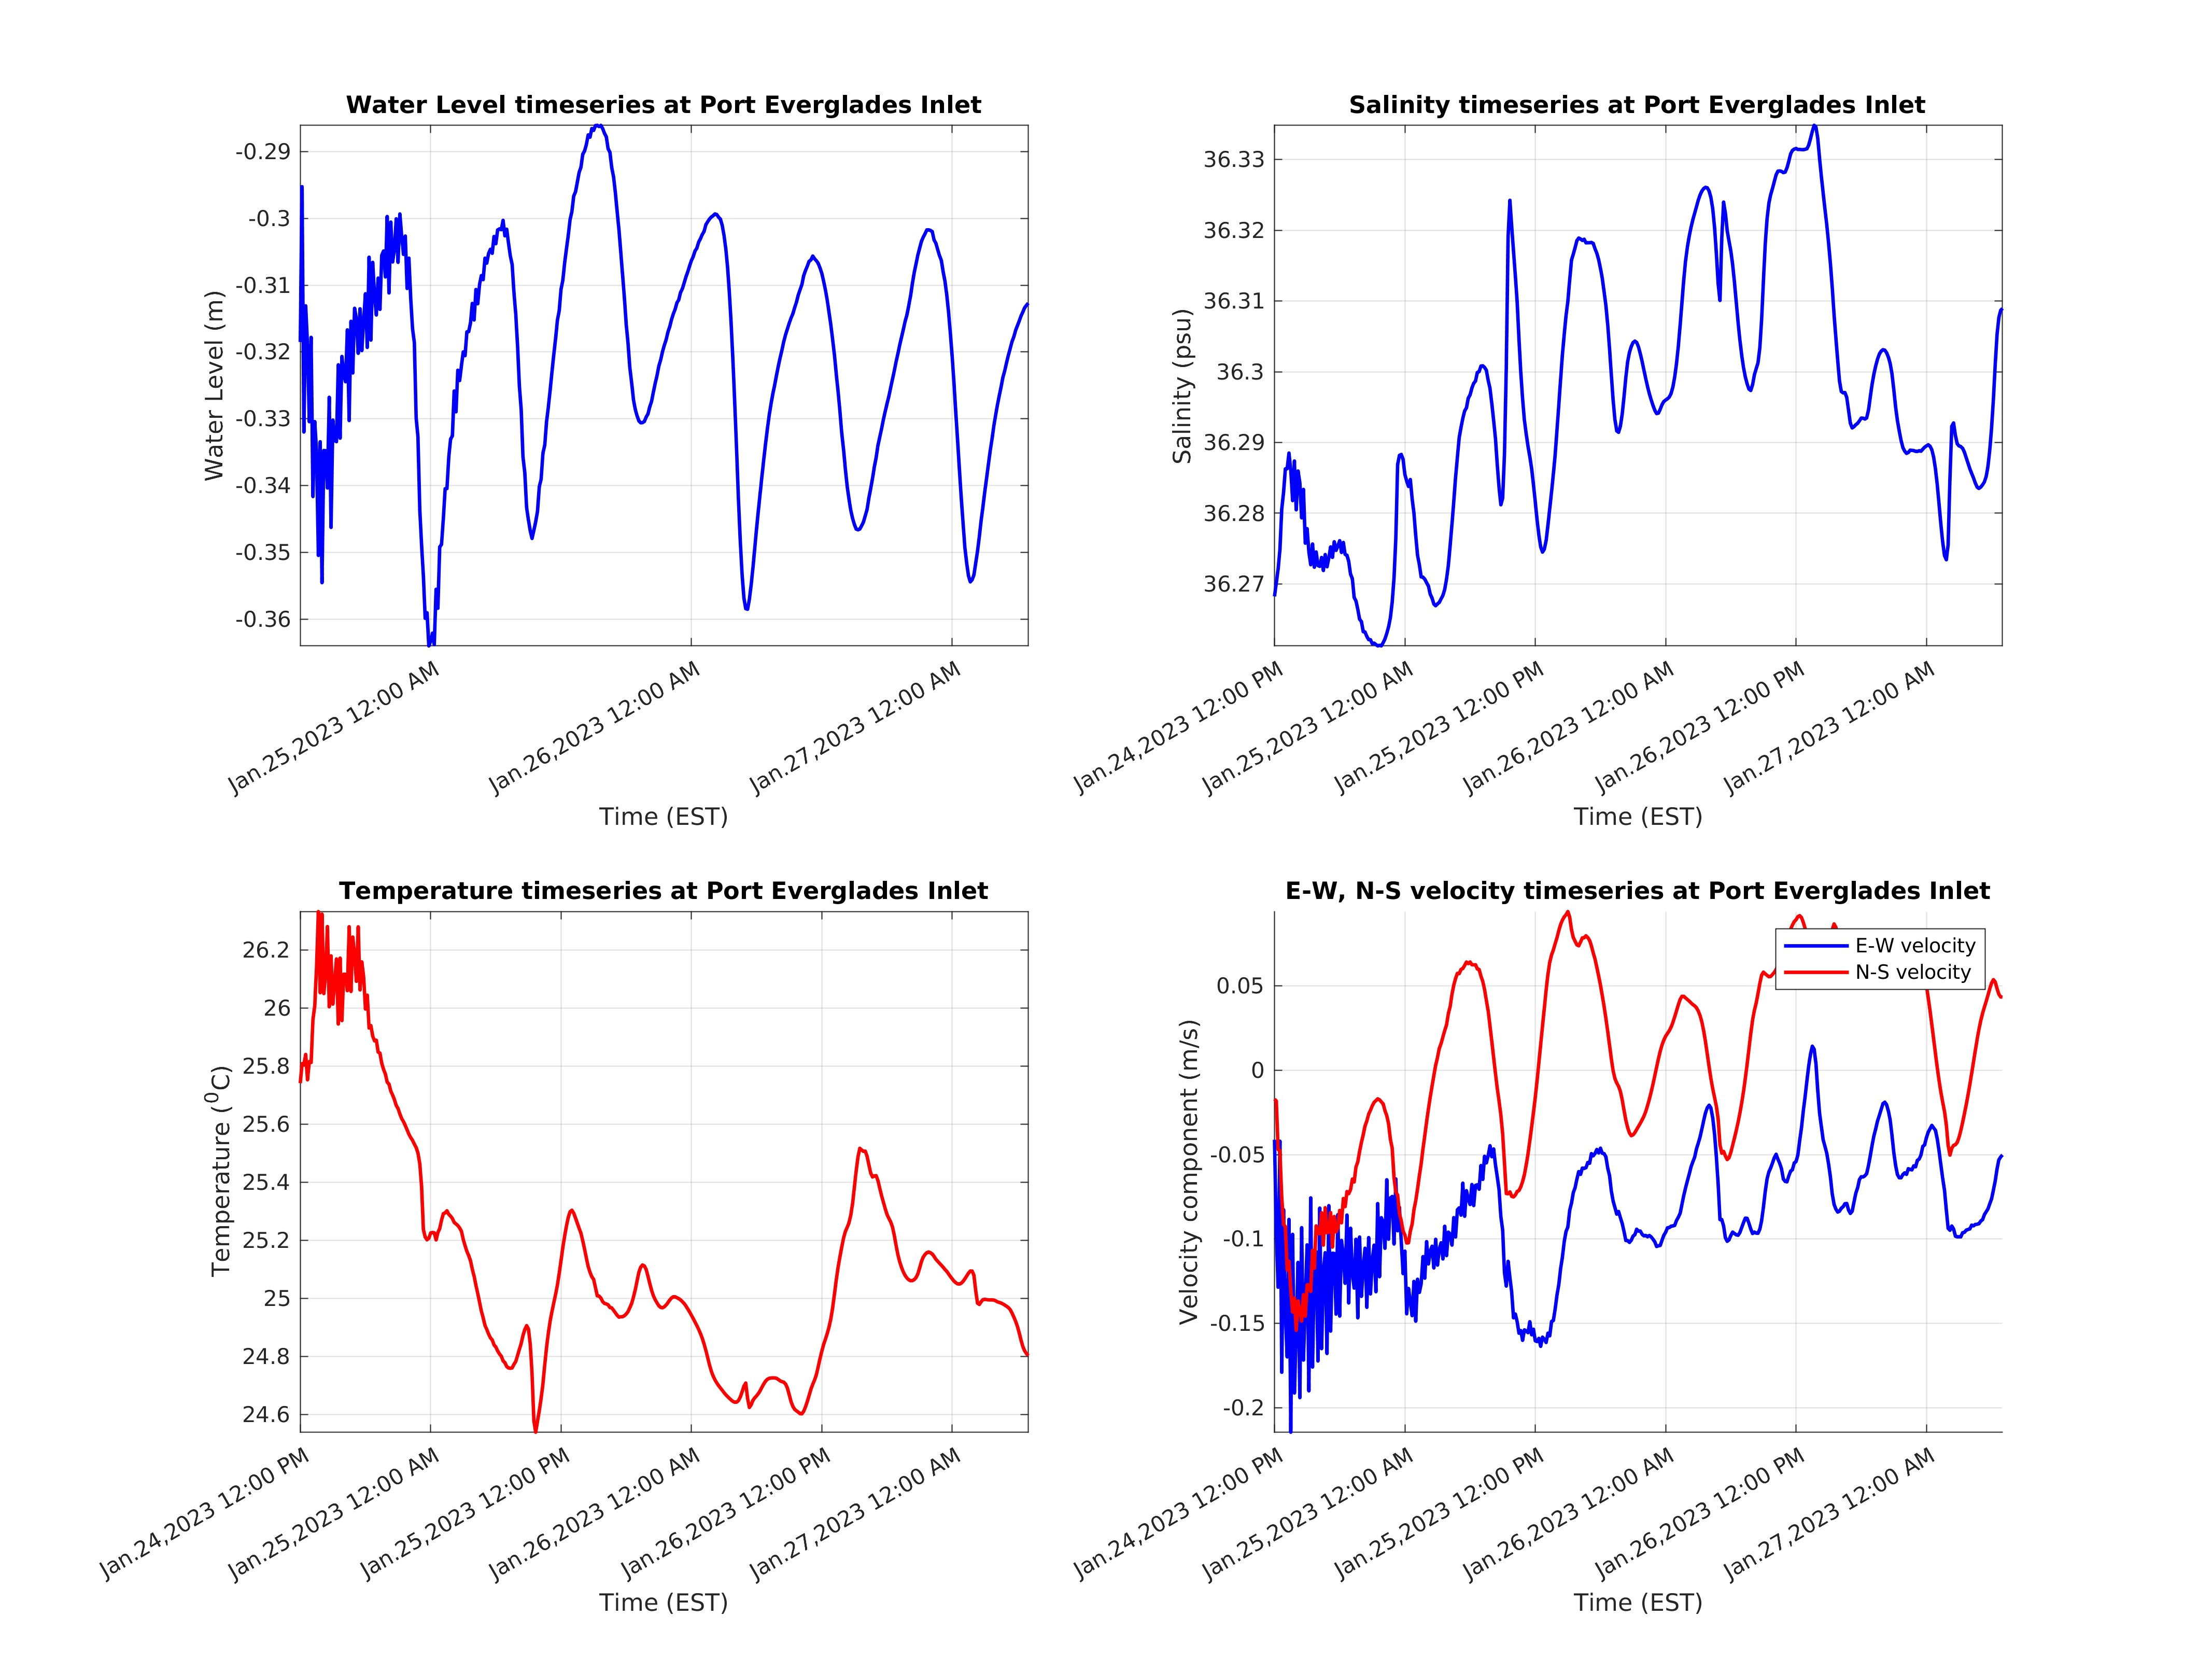 Water Level timeseries at Port Everglades Inlet
-0.29
-0.3
-0.31
-0.32
-0.33
-0.34
-0.35
-0.36
Water Level (m)
Jan.25,2023 12:00 AM
Jan.26,2023 12:00 AM
Jan.27,2023 12:00 AM
Time (EST)
Salinity timeseries at Port Everglades Inlet
36.33
36.32
36.31
36.3
36.29
36.28
36.27
Salinity (psu)
Jan.24,2023 12:00 PM
Jan.25,2023 12:00 AM
Jan.25,2023 12:00 PM
Jan.26,2023 12:00 AM
Jan.26,2023 12:00 PM
Jan.27,2023 12:00 AM
Time (EST)
Temperature timeseries at Port Everglades Inlet
26.2
26
25.8
25.6
25.4
25.2
25
24.8
24.6
Temperature (⁰C)
Jan.24,2023 12:00 PM
Jan.25,2023 12:00 AM
Jan.25,2023 12:00 PM
Jan.26,2023 12:00 AM
Jan.26,2023 12:00 PM
Jan.27,2023 12:00 AM
Time (EST)
E-W, N-S velocity timeseries at Port Everglades Inlet
E-W velocity
N-S velocity
0.05
0
-0.05
-0.1
-0.15
-0.2
Velocity component (m/s)
Jan.24,2023 12:00 PM
Jan.25,2023 12:00 AM
Jan.25,2023 12:00 PM
Jan.26,2023 12:00 AM
Jan.26,2023 12:00 PM
Jan.27,2023 12:00 AM
Time (EST)